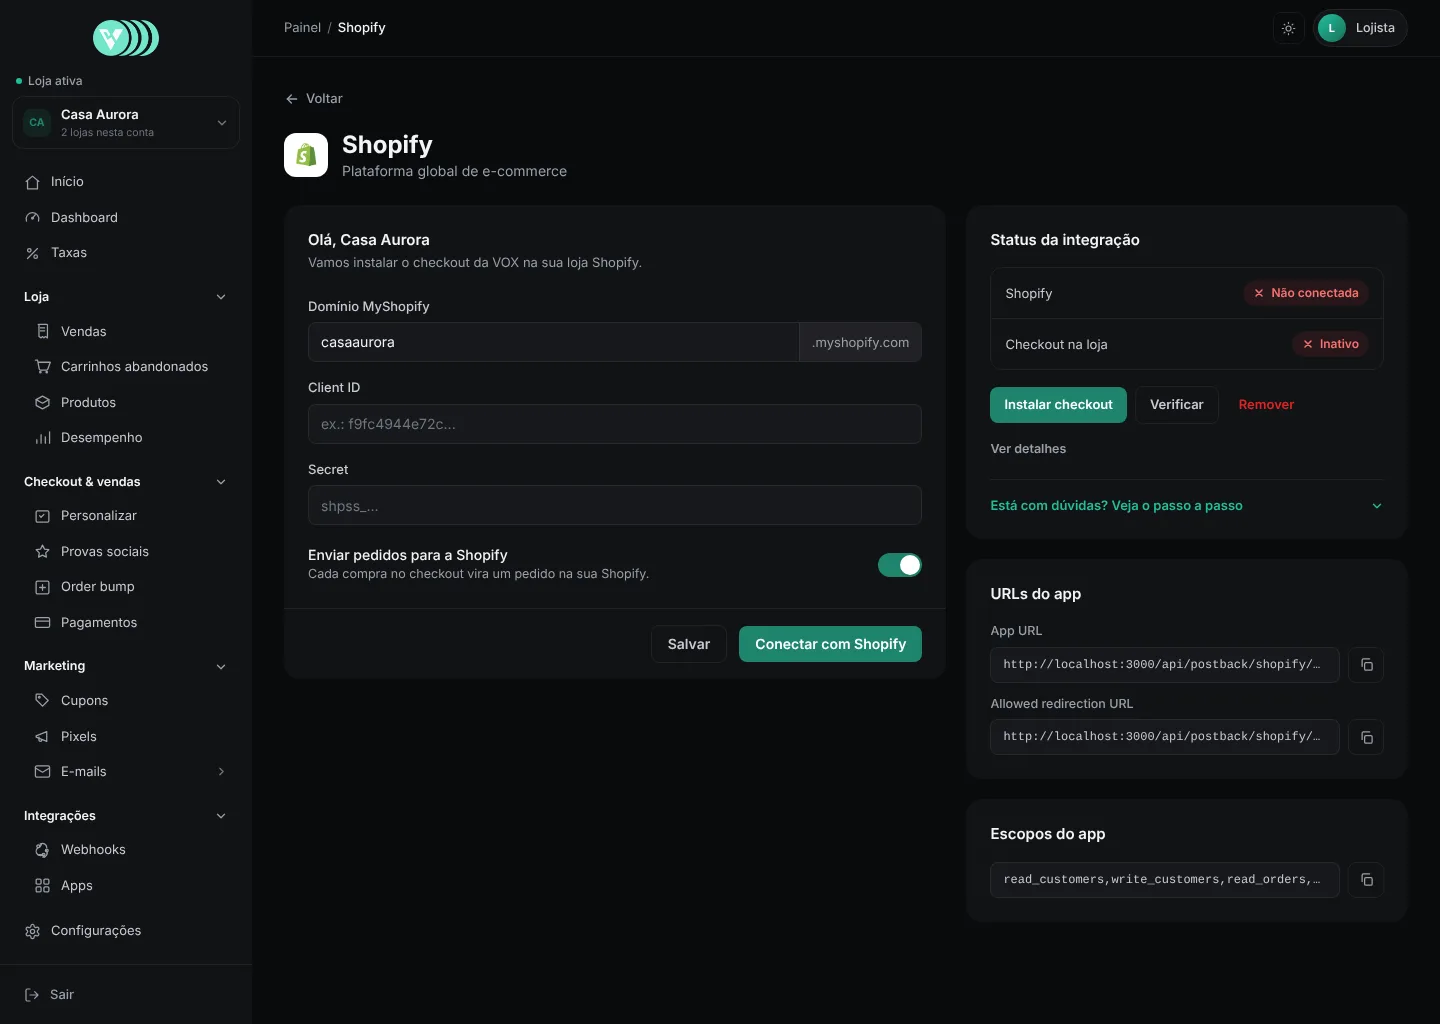 Loja ativa
CA
Casa Aurora
2 lojas nesta conta
Início
Dashboard
Taxas
Loja
Vendas
Carrinhos abandonados
Produtos
Desempenho
Checkout & vendas
Personalizar
Provas sociais
Order bump
Pagamentos
Marketing
Cupons
Pixels
E-mails
Integrações
Webhooks
Apps
Configurações
Sair
Painel / Shopify
L
Lojista
Voltar
Shopify
Plataforma global de e-commerce
Olá, Casa Aurora
Vamos instalar o checkout da VOX na sua loja Shopify.
Domínio MyShopify
casaaurora
.myshopify.com
Client ID
ex.: f9fc4944e72c...
Secret
shpss_...
Enviar pedidos para a Shopify
Cada compra no checkout vira um pedido na sua Shopify.
Salvar
Conectar com Shopify
Status da integração
Shopify
Não conectada
Checkout na loja
Inativo
Instalar checkout
Verificar
Remover
Ver detalhes
Está com dúvidas? Veja o passo a passo
URLs do app
App URL
http://localhost:3000/api/postback/shopify/…
Allowed redirection URL
http://localhost:3000/api/postback/shopify/…
Escopos do app
read_customers,write_customers,read_orders,…